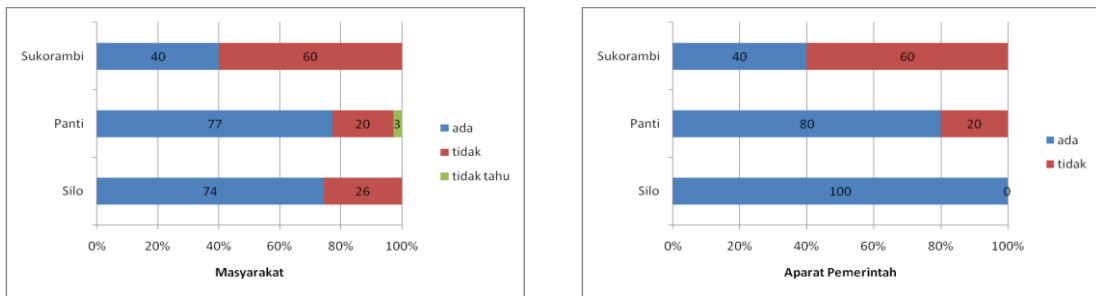 Sukorambi 40 60
Panti 77 20 3
Silo 74 26
0% 20% 40% 60% 80% 100%
Masyarakat
ada
tidak
tidak tahu
Sukorambi 40 60
Panti 80 20
Silo 100 0
0% 20% 40% 60% 80% 100%
Aparat Pemerintah
ada
tidak